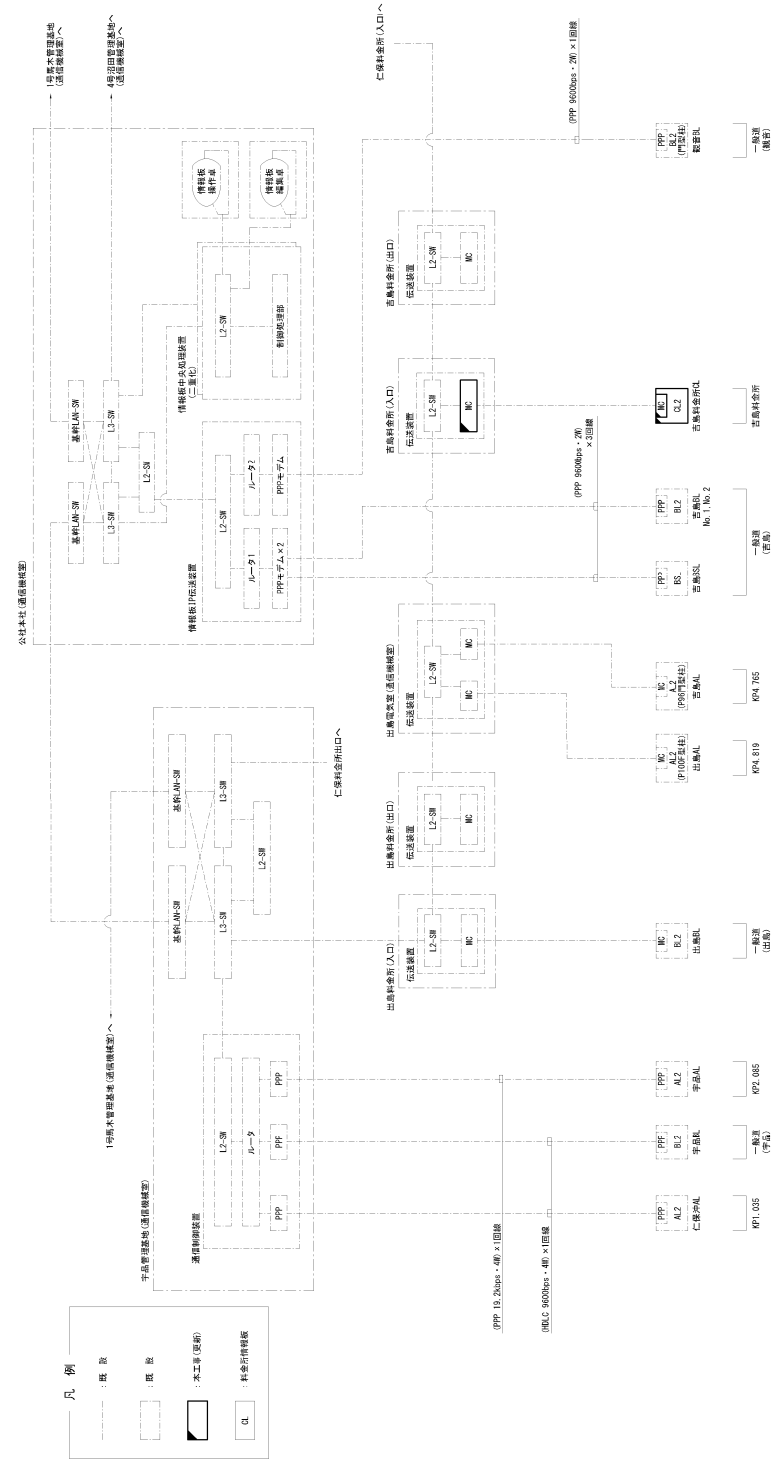 1号馬木管理基地へ
(通信機械室)
4号沼田管理基地へ
(通信機械室)
公社本社(通信機械室)
基幹LAN-SW
基幹LAN-SW
L3-SW
L3-SW
L2-SW
情報板IP伝送装置
L2-SW
ルータ1
ルータ2
PPPモデム×2
PPPモデム
情報板中央処理装置
(二重化)
L2-SW
制御処理部
情報板
操作卓
情報板
編集卓
1号馬木管理基地(通信機械室)へ
宇品管理基地(通信機械室)
基幹LAN-SW
基幹LAN-SW
L3-SW
L3-SW
L2-SW
仁保料金所出口へ
通信制御装置
L2-SW
ルータ
PPP
PPP
PPP
出島料金所(入口)
伝送装置
L2-SW
MC
出島料金所(出口)
伝送装置
L2-SW
MC
出島電気室(通信機械室)
伝送装置
L2-SW
MC
MC
吉島料金所(入口)
伝送装置
L2-SW
MC
吉島料金所(出口)
伝送装置
L2-SW
MC
仁保料金所(入口)へ
(PPP 19.2kbps・4W)×1回線
(HDLC 9600bps・4W)×1回線
(PPP 9600bps・2W)
×3回線
(PPP 9600bps・2W)×1回線
PPP
AL2
仁保沖AL
KP1.035
PPP
BL2
宇品BL
一般道
(宇品)
PPP
AL2
宇品AL
KP2.085
MC
BL2
出島BL
一般道
(出島)
MC
AL2
(P100F型柱)
出島AL
KP4.819
MC
AL2
(P96門型柱)
吉島AL
KP4.765
PPP
吉島BSL
PPP
BL2
吉島BL
No.1, No.2
一般道
(吉島)
MC
CL2
吉島料金所CL
吉島料金所
PPP
BL2
(門型柱)
観音BL
一般道
(観音)
凡 例
:既 設
:既 設
:本工事(更新)
CL
:料金所情報板